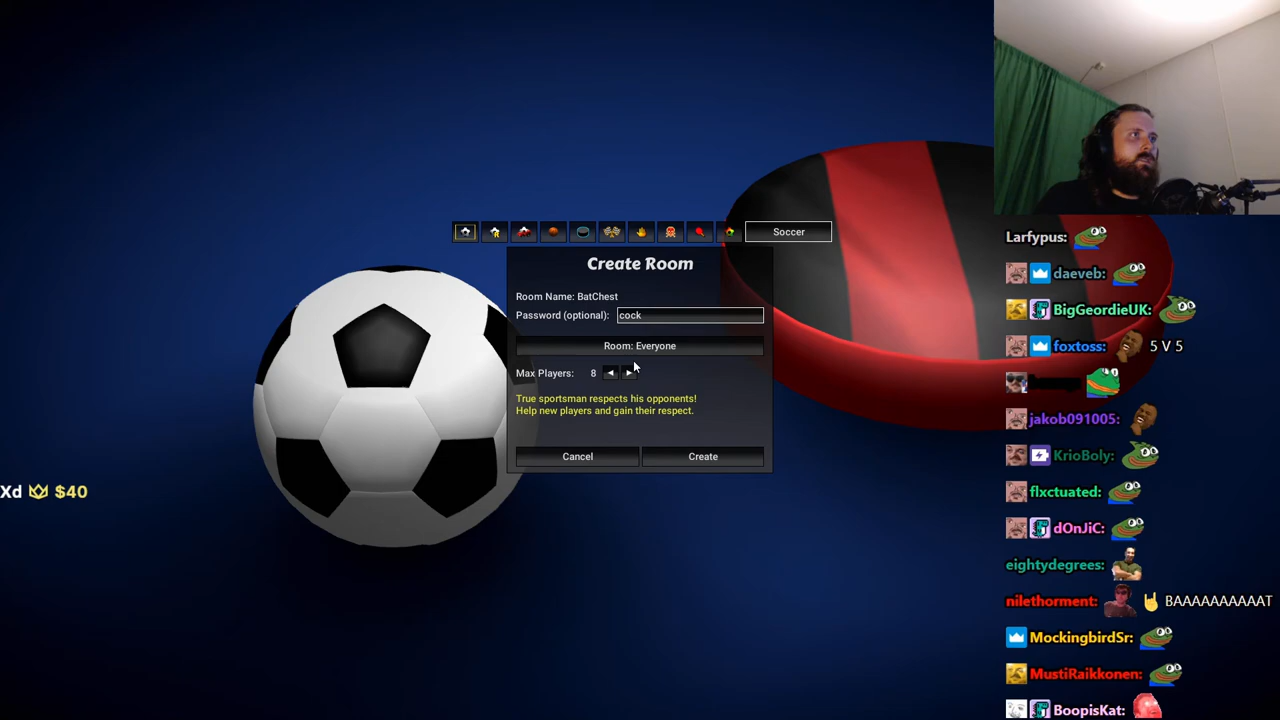 Soccer
Create Room
Room Name: BatChest
Password (optional): cock
Room: Everyone
Max Players: 8
True sportsman respects his opponents!
Help new players and gain their respect.
Cancel
Create
Xd $40
Larfypus:
daeveb:
BigGeordieUK:
foxtoss: 5 V 5
jakob091005:
KrioBoly:
flxctuated:
dOnJiC:
eightydegrees:
nilethorment: BAAAAAAAAAT
MockingbirdSr:
MustiRaikkonen:
BoopisKat: